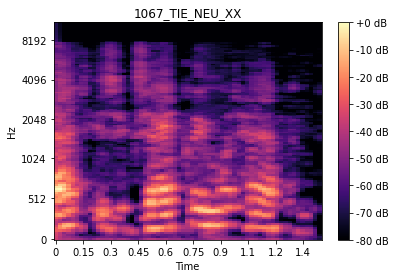 1067_TIE_NEU_XX
8192
4096
2048
1024
512
0
Hz
0 0.15 0.3 0.45 0.6 0.75 0.9 1.1 1.2 1.4
Time
+0 dB
-10 dB
-20 dB
-30 dB
-40 dB
-50 dB
-60 dB
-70 dB
-80 dB